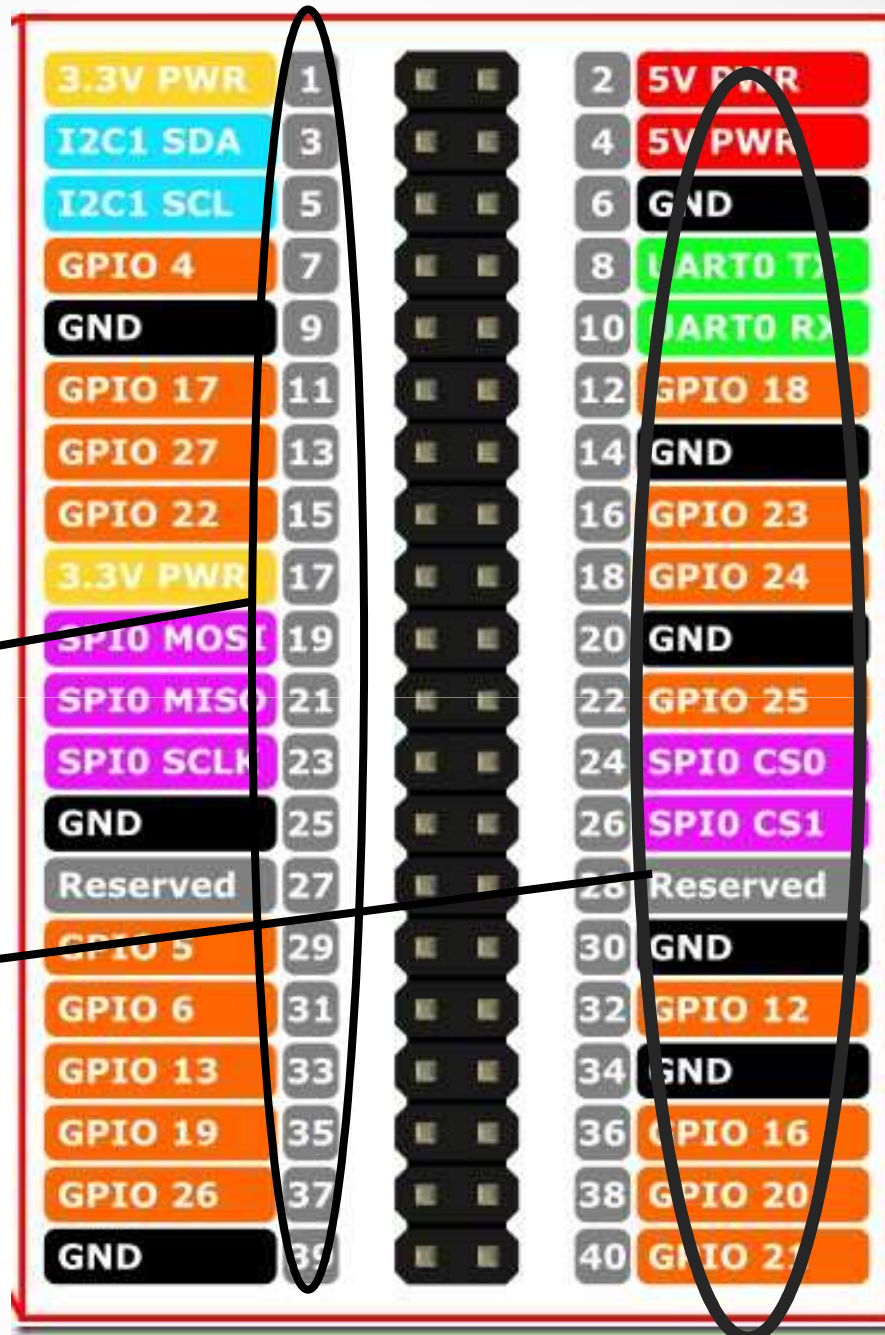 3.3V PWR 1 2 5V PWR
I2C1 SDA 3 4 5V PWR
I2C1 SCL 5 6 GND
GPIO 4 7 8 UART0 TX
GND 9 10 UART0 RX
GPIO 17 11 12 GPIO 18
GPIO 27 13 14 GND
GPIO 22 15 16 GPIO 23
3.3V PWR 17 18 GPIO 24
SPI0 MOSI 19 20 GND
SPI0 MISO 21 22 GPIO 25
SPI0 SCLK 23 24 SPI0 CS0
GND 25 26 SPI0 CS1
Reserved 27 28 Reserved
GPIO 5 29 30 GND
GPIO 6 31 32 GPIO 12
GPIO 13 33 34 GND
GPIO 19 35 36 GPIO 16
GPIO 26 37 38 GPIO 20
GND 39 40 GPIO 21